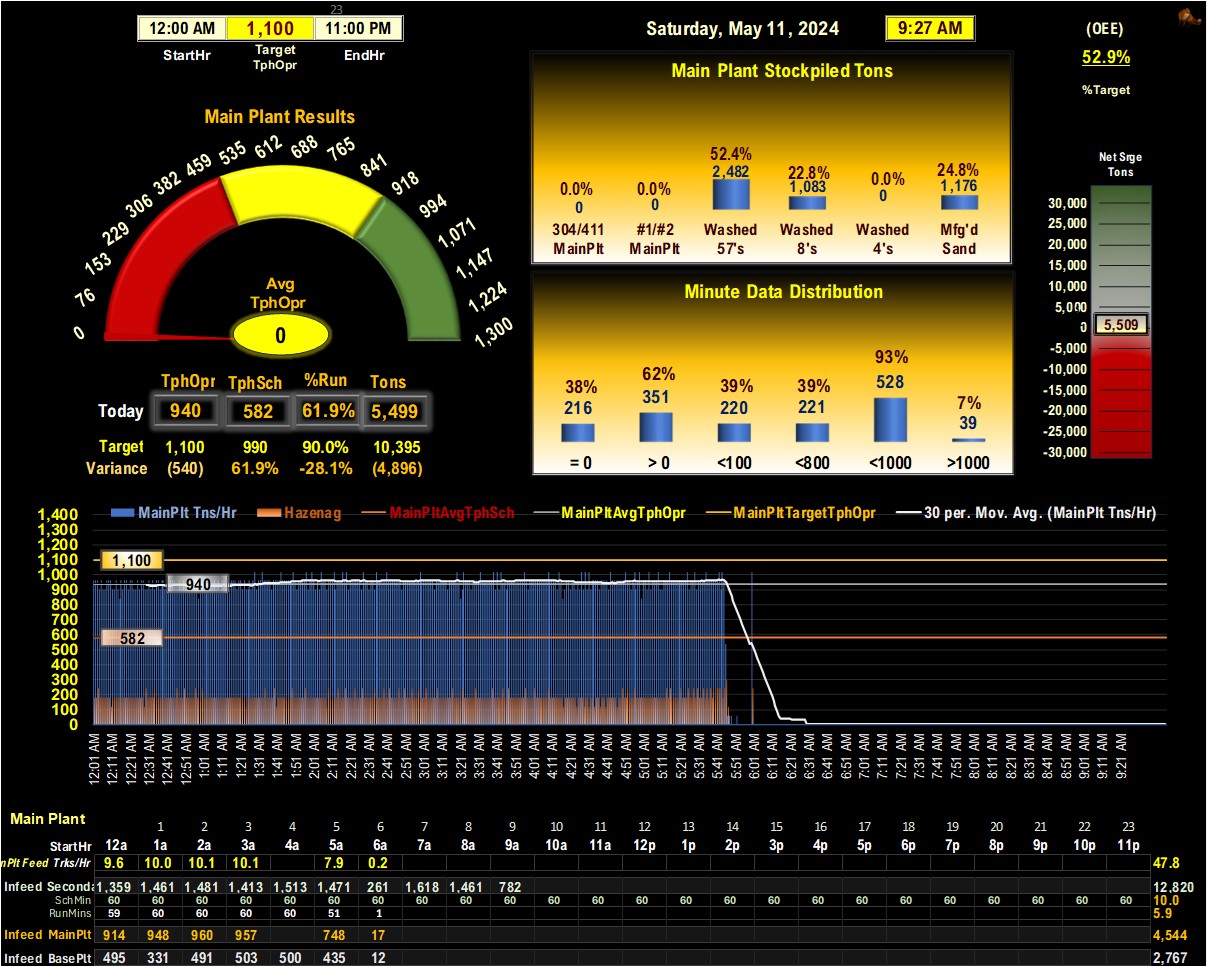 23
12:00 AM 1,100 11:00 PM
StartHr Target TphOpr EndHr
Saturday, May 11, 2024 9:27 AM
(OEE)
52.9%
%Target
Main Plant Results
0 76 153 229 306 382 459 535 612 688 765 841 918 994 1,071 1,147 1,224 1,300
Avg
TphOpr
0
TphOpr TphSch %Run Tons
Today 940 582 61.9% 5,499
Target 1,100 990 90.0% 10,395
Variance (540) 61.9% -28.1% (4,896)
Main Plant Stockpiled Tons
0.0% 0.0% 52.4% 22.8% 0.0% 24.8%
0 0 2,482 1,083 0 1,176
304/411 #1/#2 Washed Washed Washed Mfg'd
MainPlt MainPlt 57's 8's 4's Sand
Minute Data Distribution
38% 62% 39% 39% 93% 7%
216 351 220 221 528 39
= 0 > 0 <100 <800 <1000 >1000
Net Srge
Tons
30,000
25,000
20,000
15,000
10,000
5,000
0 5,509
-5,000
-10,000
-15,000
-20,000
-25,000
-30,000
MainPlt Tns/Hr Hazenag MainPltAvgTphSch MainPltAvgTphOpr MainPltTargetTphOpr 30 per. Mov. Avg. (MainPlt Tns/Hr)
1,400
1,300
1,200
1,100 1,100
1,000
900 940
800
700
600 582
500
400
300
200
100
0
12:01 AM 12:11 AM 12:21 AM 12:31 AM 12:41 AM 12:51 AM 1:01 AM 1:11 AM 1:21 AM 1:31 AM 1:41 AM 1:51 AM 2:01 AM 2:11 AM 2:21 AM 2:31 AM 2:41 AM 2:51 AM 3:01 AM 3:11 AM 3:21 AM 3:31 AM 3:41 AM 3:51 AM 4:01 AM 4:11 AM 4:21 AM 4:31 AM 4:41 AM 4:51 AM 5:01 AM 5:11 AM 5:21 AM 5:31 AM 5:41 AM 5:51 AM 6:01 AM 6:11 AM 6:21 AM 6:31 AM 6:41 AM 6:51 AM 7:01 AM 7:11 AM 7:21 AM 7:31 AM 7:41 AM 7:51 AM 8:01 AM 8:11 AM 8:21 AM 8:31 AM 8:41 AM 8:51 AM 9:01 AM 9:11 AM 9:21 AM
Main Plant
1 2 3 4 5 6 7 8 9 10 11 12 13 14 15 16 17 18 19 20 21 22 23
StartHr 12a 1a 2a 3a 4a 5a 6a 7a 8a 9a 10a 11a 12p 1p 2p 3p 4p 5p 6p 7p 8p 9p 10p 11p
nPlt Feed Trks/Hr 9.6 10.0 10.1 10.1 7.9 0.2 47.8
Infeed Seconda 1,359 1,461 1,481 1,413 1,513 1,471 261 1,618 1,461 782 12,820
SchMin 60 60 60 60 60 60 60 60 60 60 60 60 60 60 60 60 60 60 60 60 60 60 60 60 10.0
RunMins 59 60 60 60 60 51 1 5.9
Infeed MainPlt 914 948 960 957 748 17 4,544
Infeed BasePlt 495 331 491 503 500 435 12 2,767